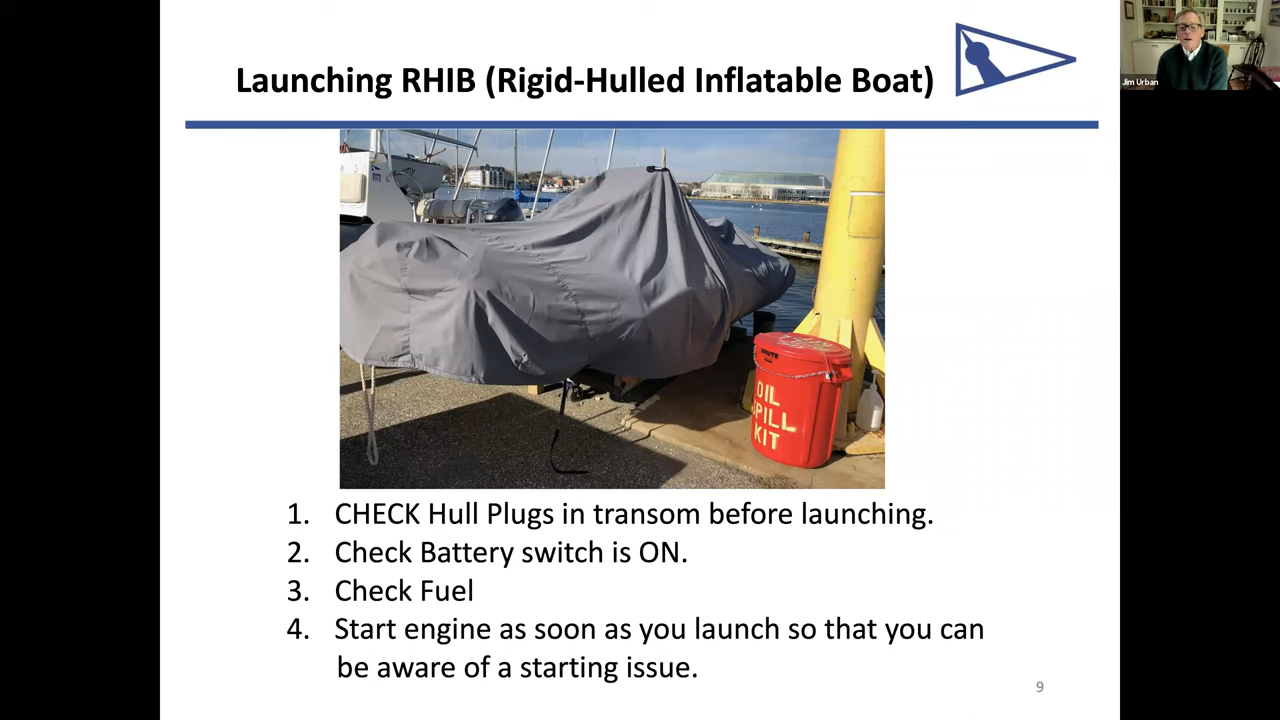 Launching RHIB (Rigid-Hulled Inflatable Boat)
Jim Urban
BRUTE
OIL
SPILL
KIT
1. CHECK Hull Plugs in transom before launching.
2. Check Battery switch is ON.
3. Check Fuel
4. Start engine as soon as you launch so that you can
be aware of a starting issue.
9